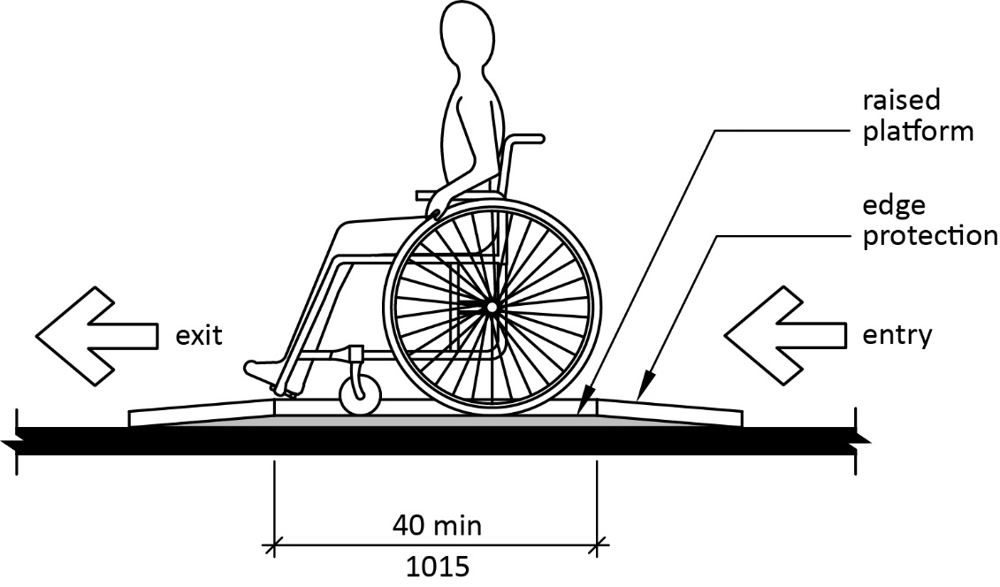 raised
platform
edge
protection
exit
entry
40 min
1015